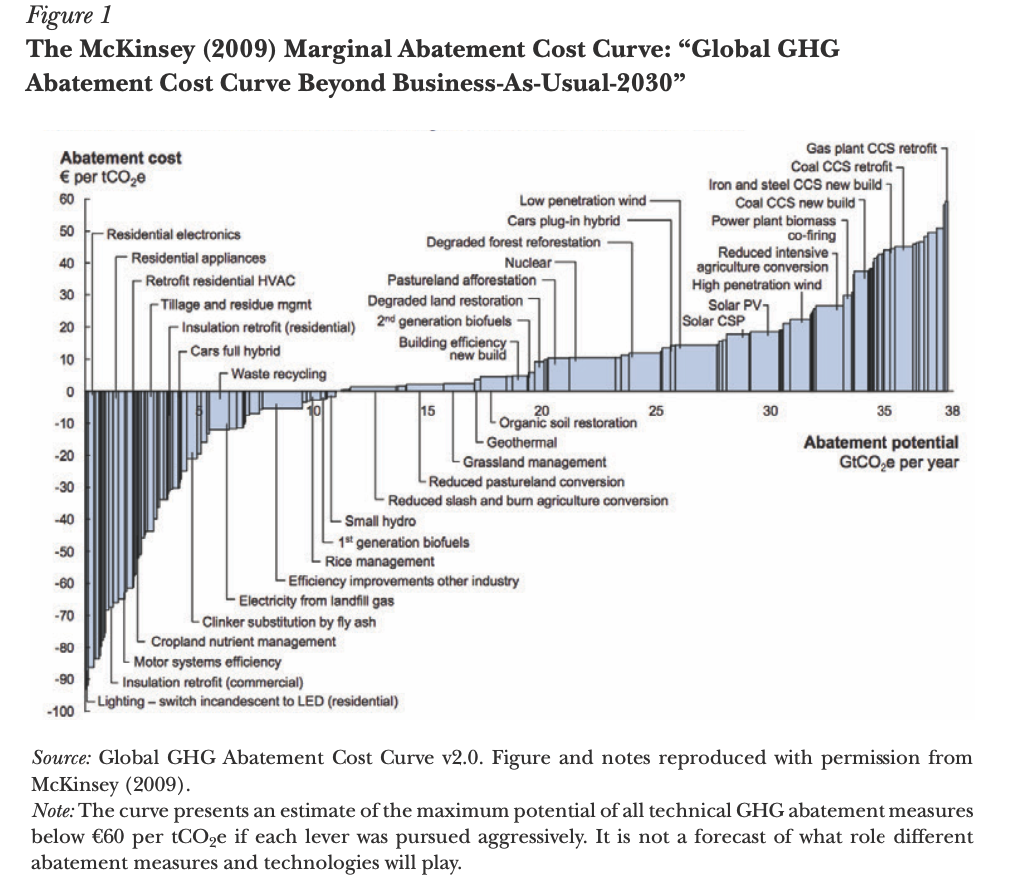 Figure 1
The McKinsey (2009) Marginal Abatement Cost Curve: “Global GHG
Abatement Cost Curve Beyond Business-As-Usual-2030”
Abatement cost
€ per tCO₂e
60
50
40
30
20
10
0
-10
-20
-30
-40
-50
-60
-70
-80
-90
-100
Residential electronics
Residential appliances
Retrofit residential HVAC
Tillage and residue mgmt
Insulation retrofit (residential)
Cars full hybrid
Waste recycling
Gas plant CCS retrofit
Coal CCS retrofit
Iron and steel CCS new build
Coal CCS new build
Power plant biomass
co-firing
Reduced intensive
agriculture conversion
High penetration wind
Solar PV
Solar CSP
Low penetration wind
Cars plug-in hybrid
Degraded forest reforestation
Nuclear
Pastureland afforestation
Degraded land restoration
2nd generation biofuels
Building efficiency
new build
5
10
15
20
25
30
35
38
Abatement potential
GtCO₂e per year
Organic soil restoration
Geothermal
Grassland management
Reduced pastureland conversion
Reduced slash and burn agriculture conversion
Small hydro
1st generation biofuels
Rice management
Efficiency improvements other industry
Electricity from landfill gas
Clinker substitution by fly ash
Cropland nutrient management
Motor systems efficiency
Insulation retrofit (commercial)
Lighting – switch incandescent to LED (residential)
Source: Global GHG Abatement Cost Curve v2.0. Figure and notes reproduced with permission from
McKinsey (2009).
Note: The curve presents an estimate of the maximum potential of all technical GHG abatement measures
below €60 per tCO₂e if each lever was pursued aggressively. It is not a forecast of what role different
abatement measures and technologies will play.